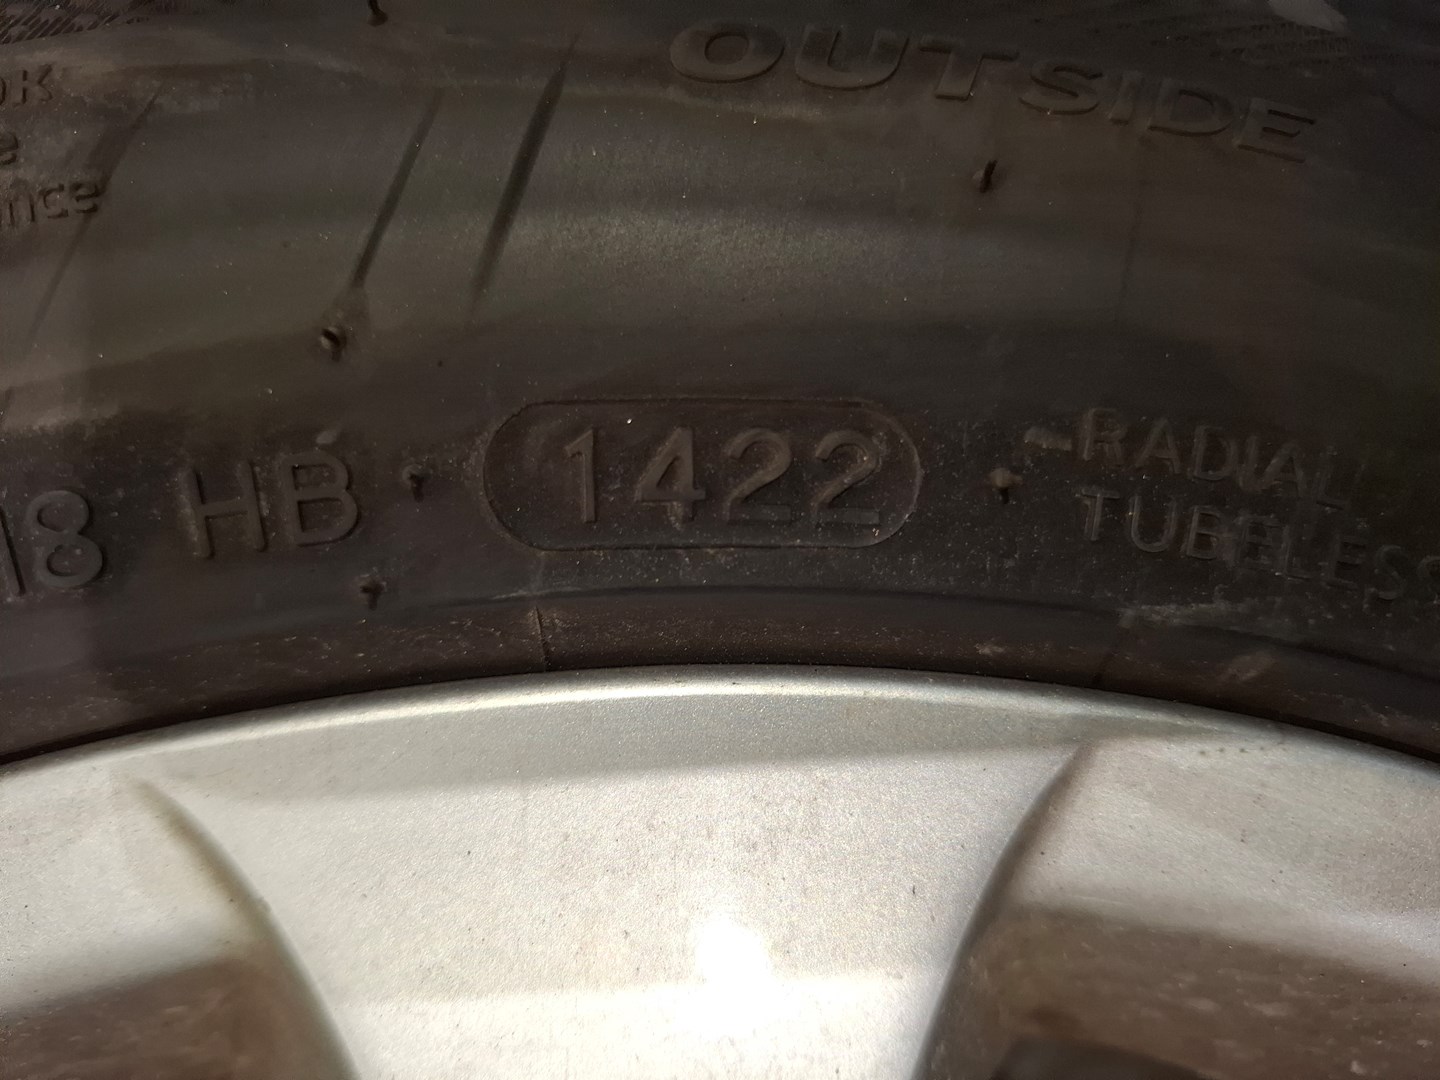 OUTSIDE
18 HB 1422
RADIAL
TUBELESS